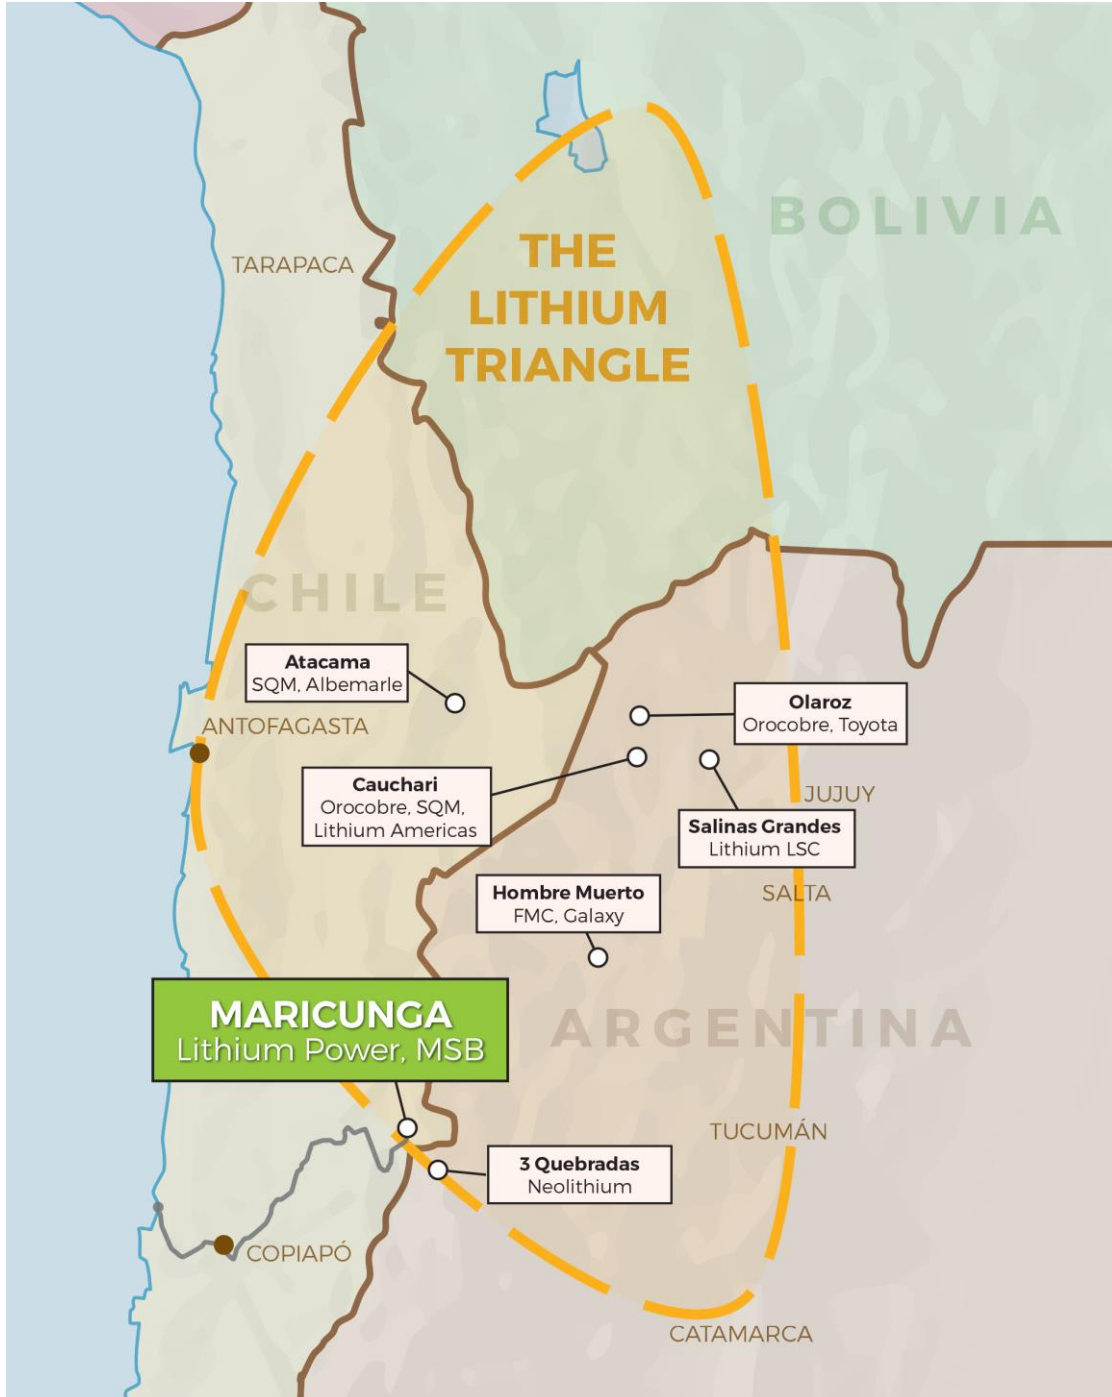 BOLIVIA
THE
LITHIUM
TRIANGLE
TARAPACA
CHILE
Atacama
SQM, Albemarle
ANTOFAGASTA
Olaroz
Orocobre, Toyota
Cauchari
Orocobre, SQM,
Lithium Americas
JUJUY
Salinas Grandes
Lithium LSC
SALTA
Hombre Muerto
FMC, Galaxy
MARICUNGA
Lithium Power, MSB
ARGENTINA
TUCUMÁN
3 Quebradas
Neolithium
COPIAPÓ
CATAMARCA